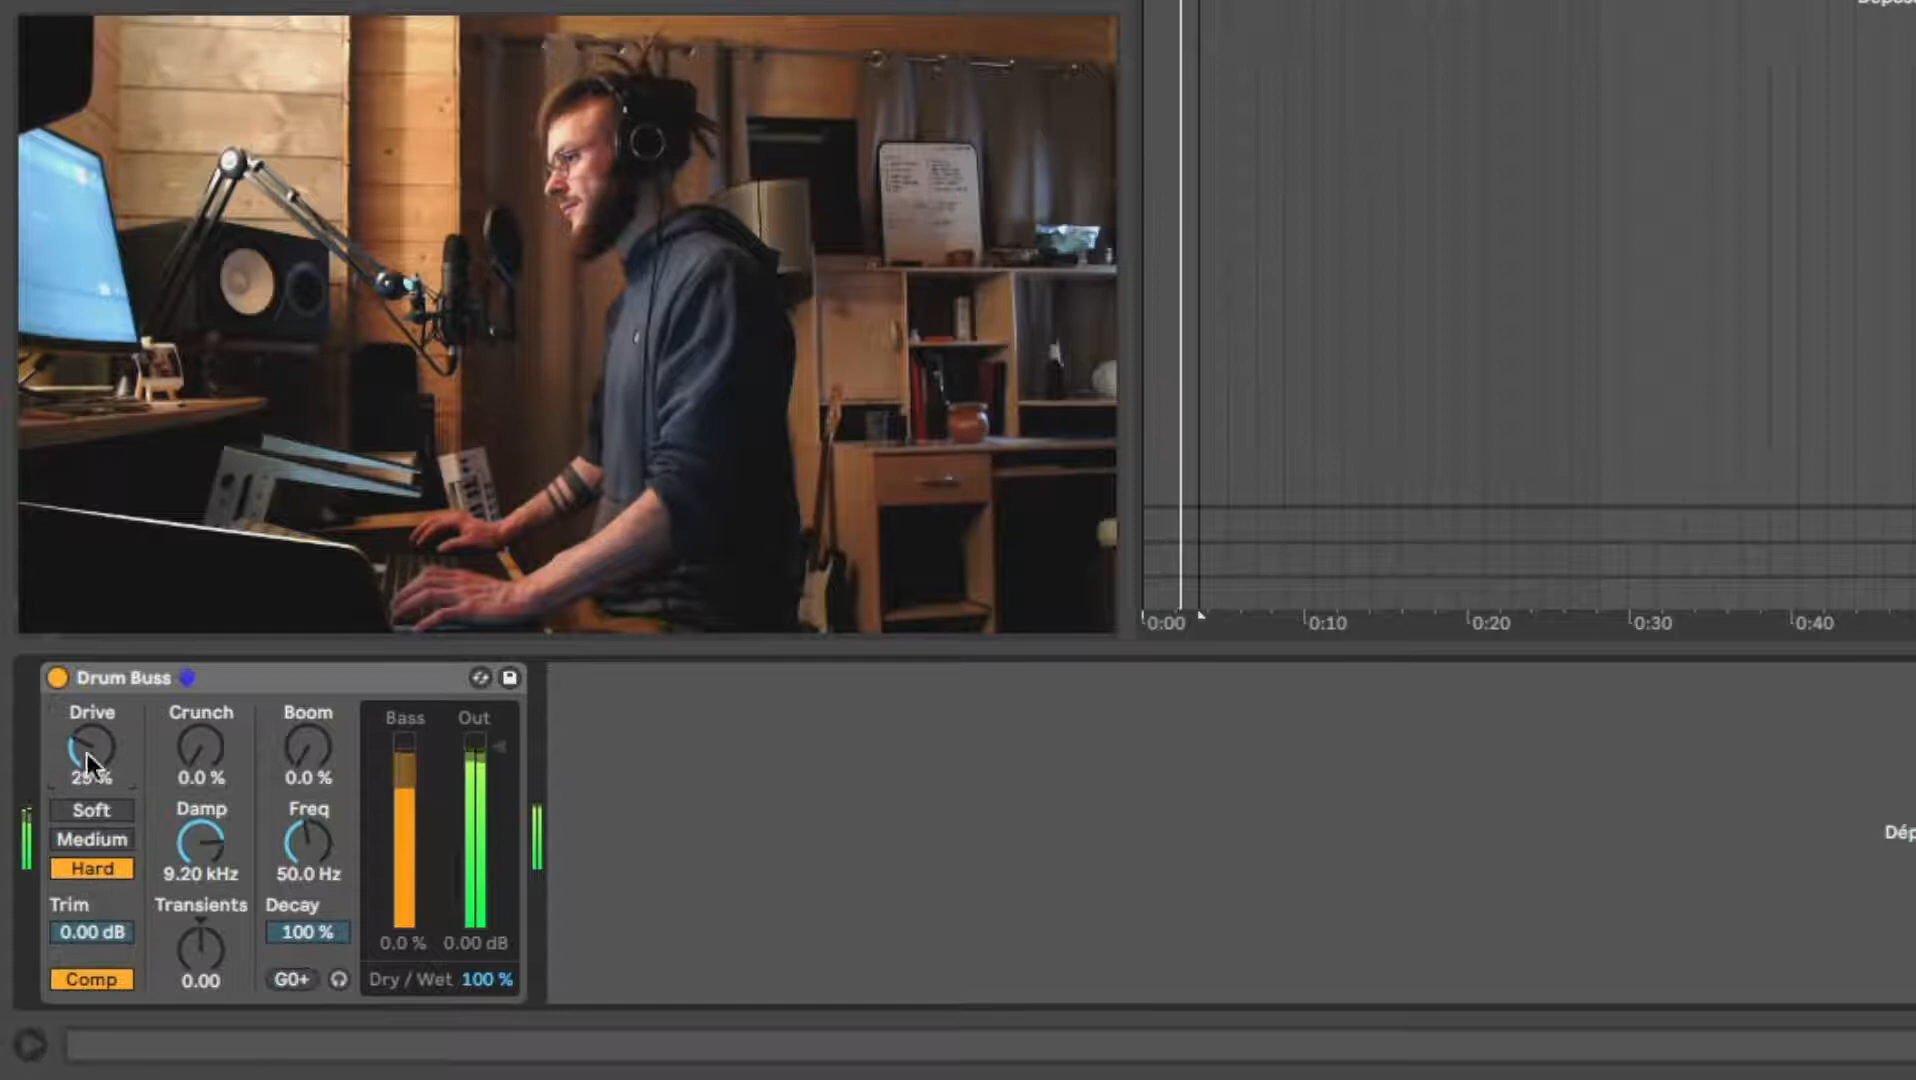 0:00 0:10 0:20 0:30 0:40
Drum Buss
Drive Crunch Boom Bass Out
0.0 % 0.0 %
Soft Damp Freq
Medium
Hard 9.20 kHz 50.0 Hz
Trim Transients Decay
0.00 dB 100 %
0.0 % 0.00 dB
Comp 0.00 G0+ Dry / Wet 100 %